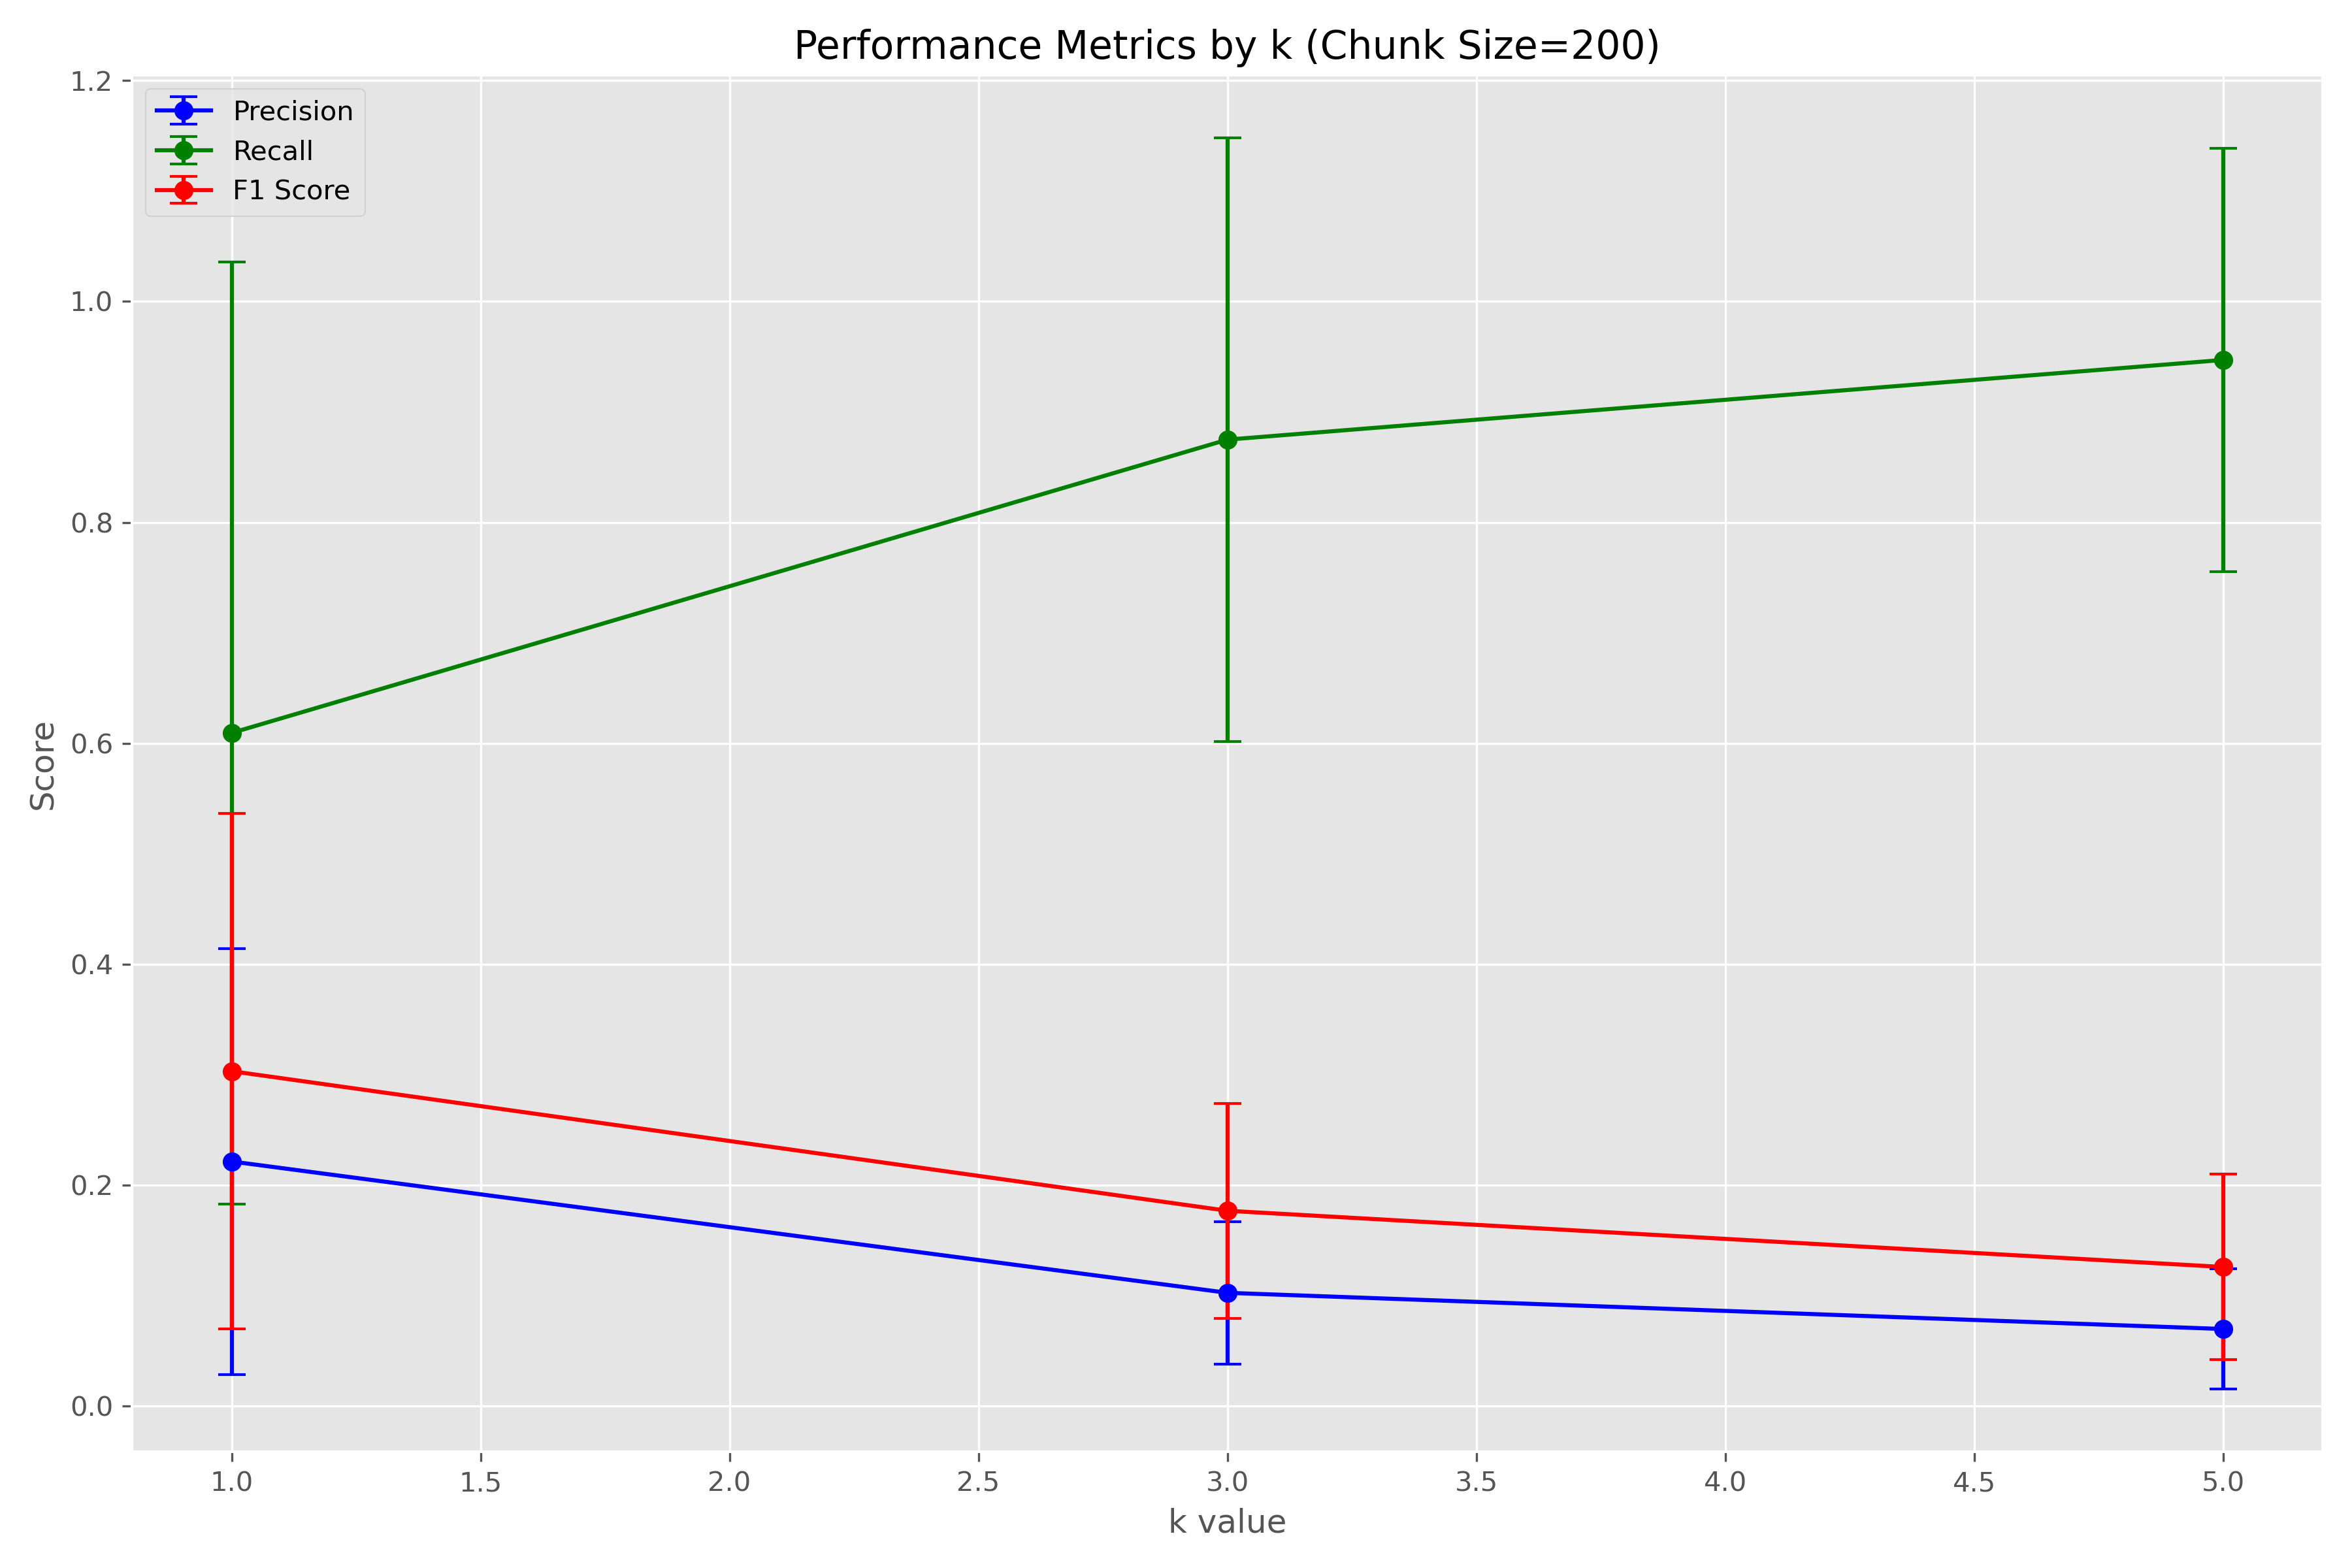 Performance Metrics by k (Chunk Size=200)
Precision
Recall
F1 Score
1.2
1.0
0.8
0.6
0.4
0.2
0.0
Score
1.0 1.5 2.0 2.5 3.0 3.5 4.0 4.5 5.0
k value